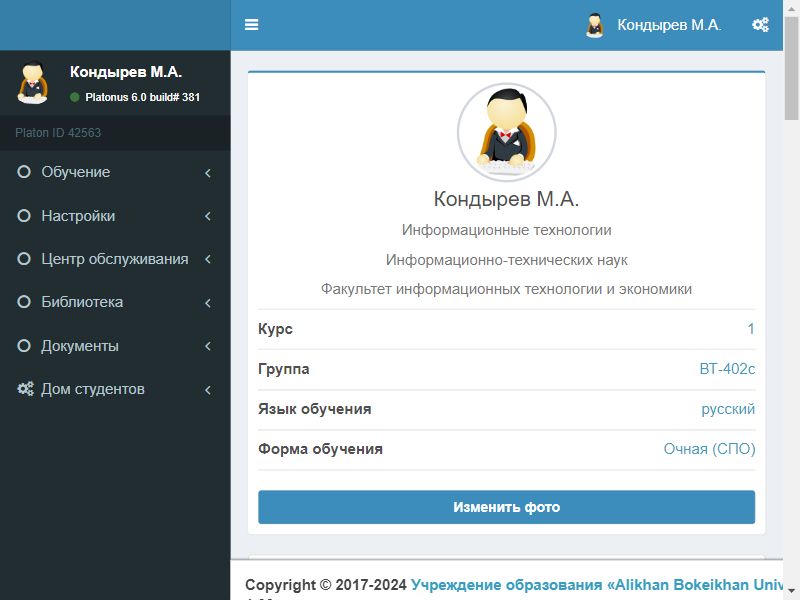 Кондырев М.А.
Кондырев М.А.
Platonus 6.0 build# 381
Platon ID 42563
Обучение
Настройки
Центр обслуживания
Библиотека
Документы
Дом студентов
Кондырев М.А.
Информационные технологии
Информационно-технических наук
Факультет информационных технологии и экономики
Курс 1
Группа ВТ-402с
Язык обучения русский
Форма обучения Очная (СПО)
Изменить фото
Copyright © 2017-2024 Учреждение образования «Alikhan Bokeikhan Univ